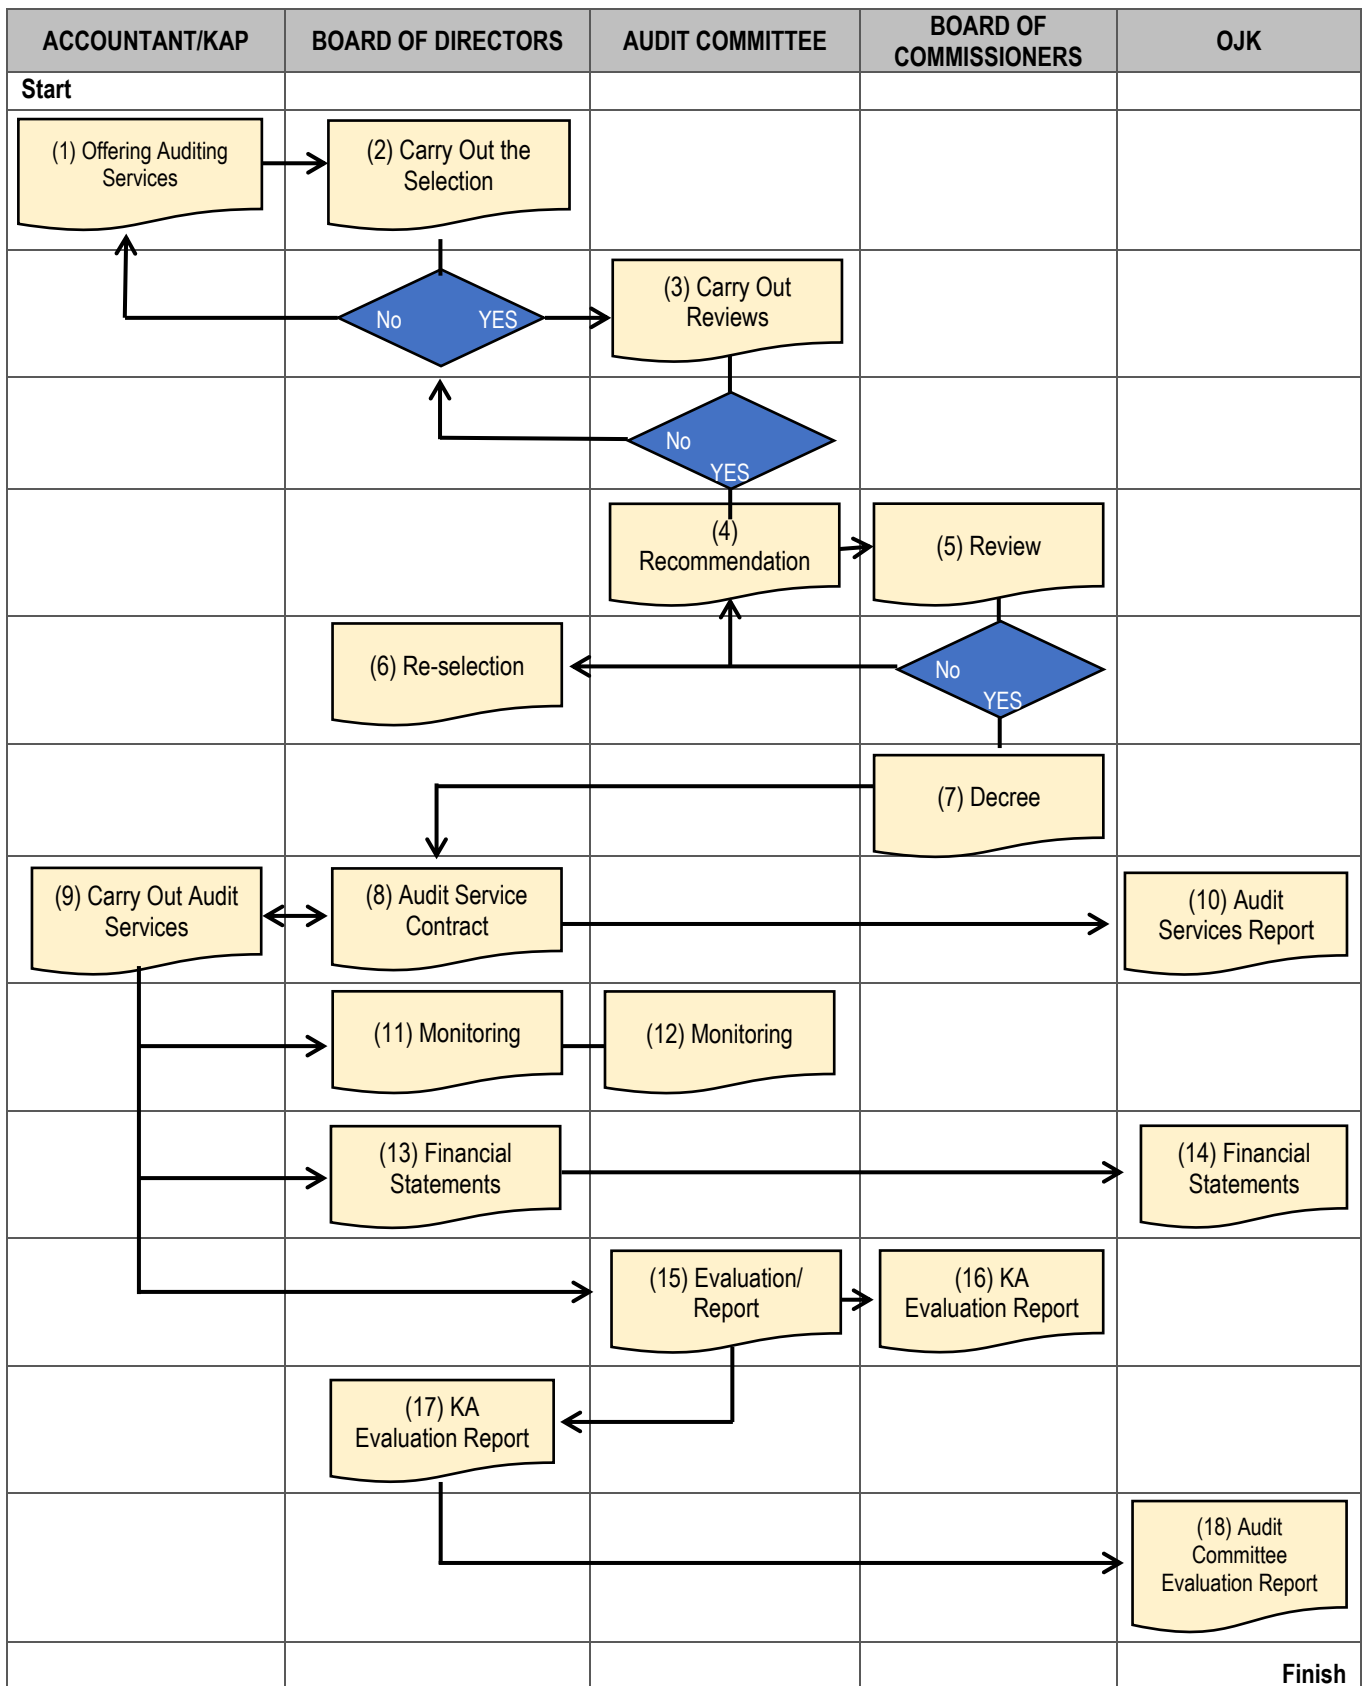 ACCOUNTANT/KAP
BOARD OF DIRECTORS
AUDIT COMMITTEE
BOARD OF
COMMISSIONERS
OJK
Start
(1) Offering Auditing
Services
(2) Carry Out the
Selection
No
YES
(3) Carry Out
Reviews
No
YES
(4)
Recommendation
(5) Review
(6) Re-selection
No
YES
(7) Decree
(9) Carry Out Audit
Services
(8) Audit Service
Contract
(10) Audit
Services Report
(11) Monitoring
(12) Monitoring
(13) Financial
Statements
(14) Financial
Statements
(15) Evaluation/
Report
(16) KA
Evaluation Report
(17) KA
Evaluation Report
(18) Audit
Committee
Evaluation Report
Finish